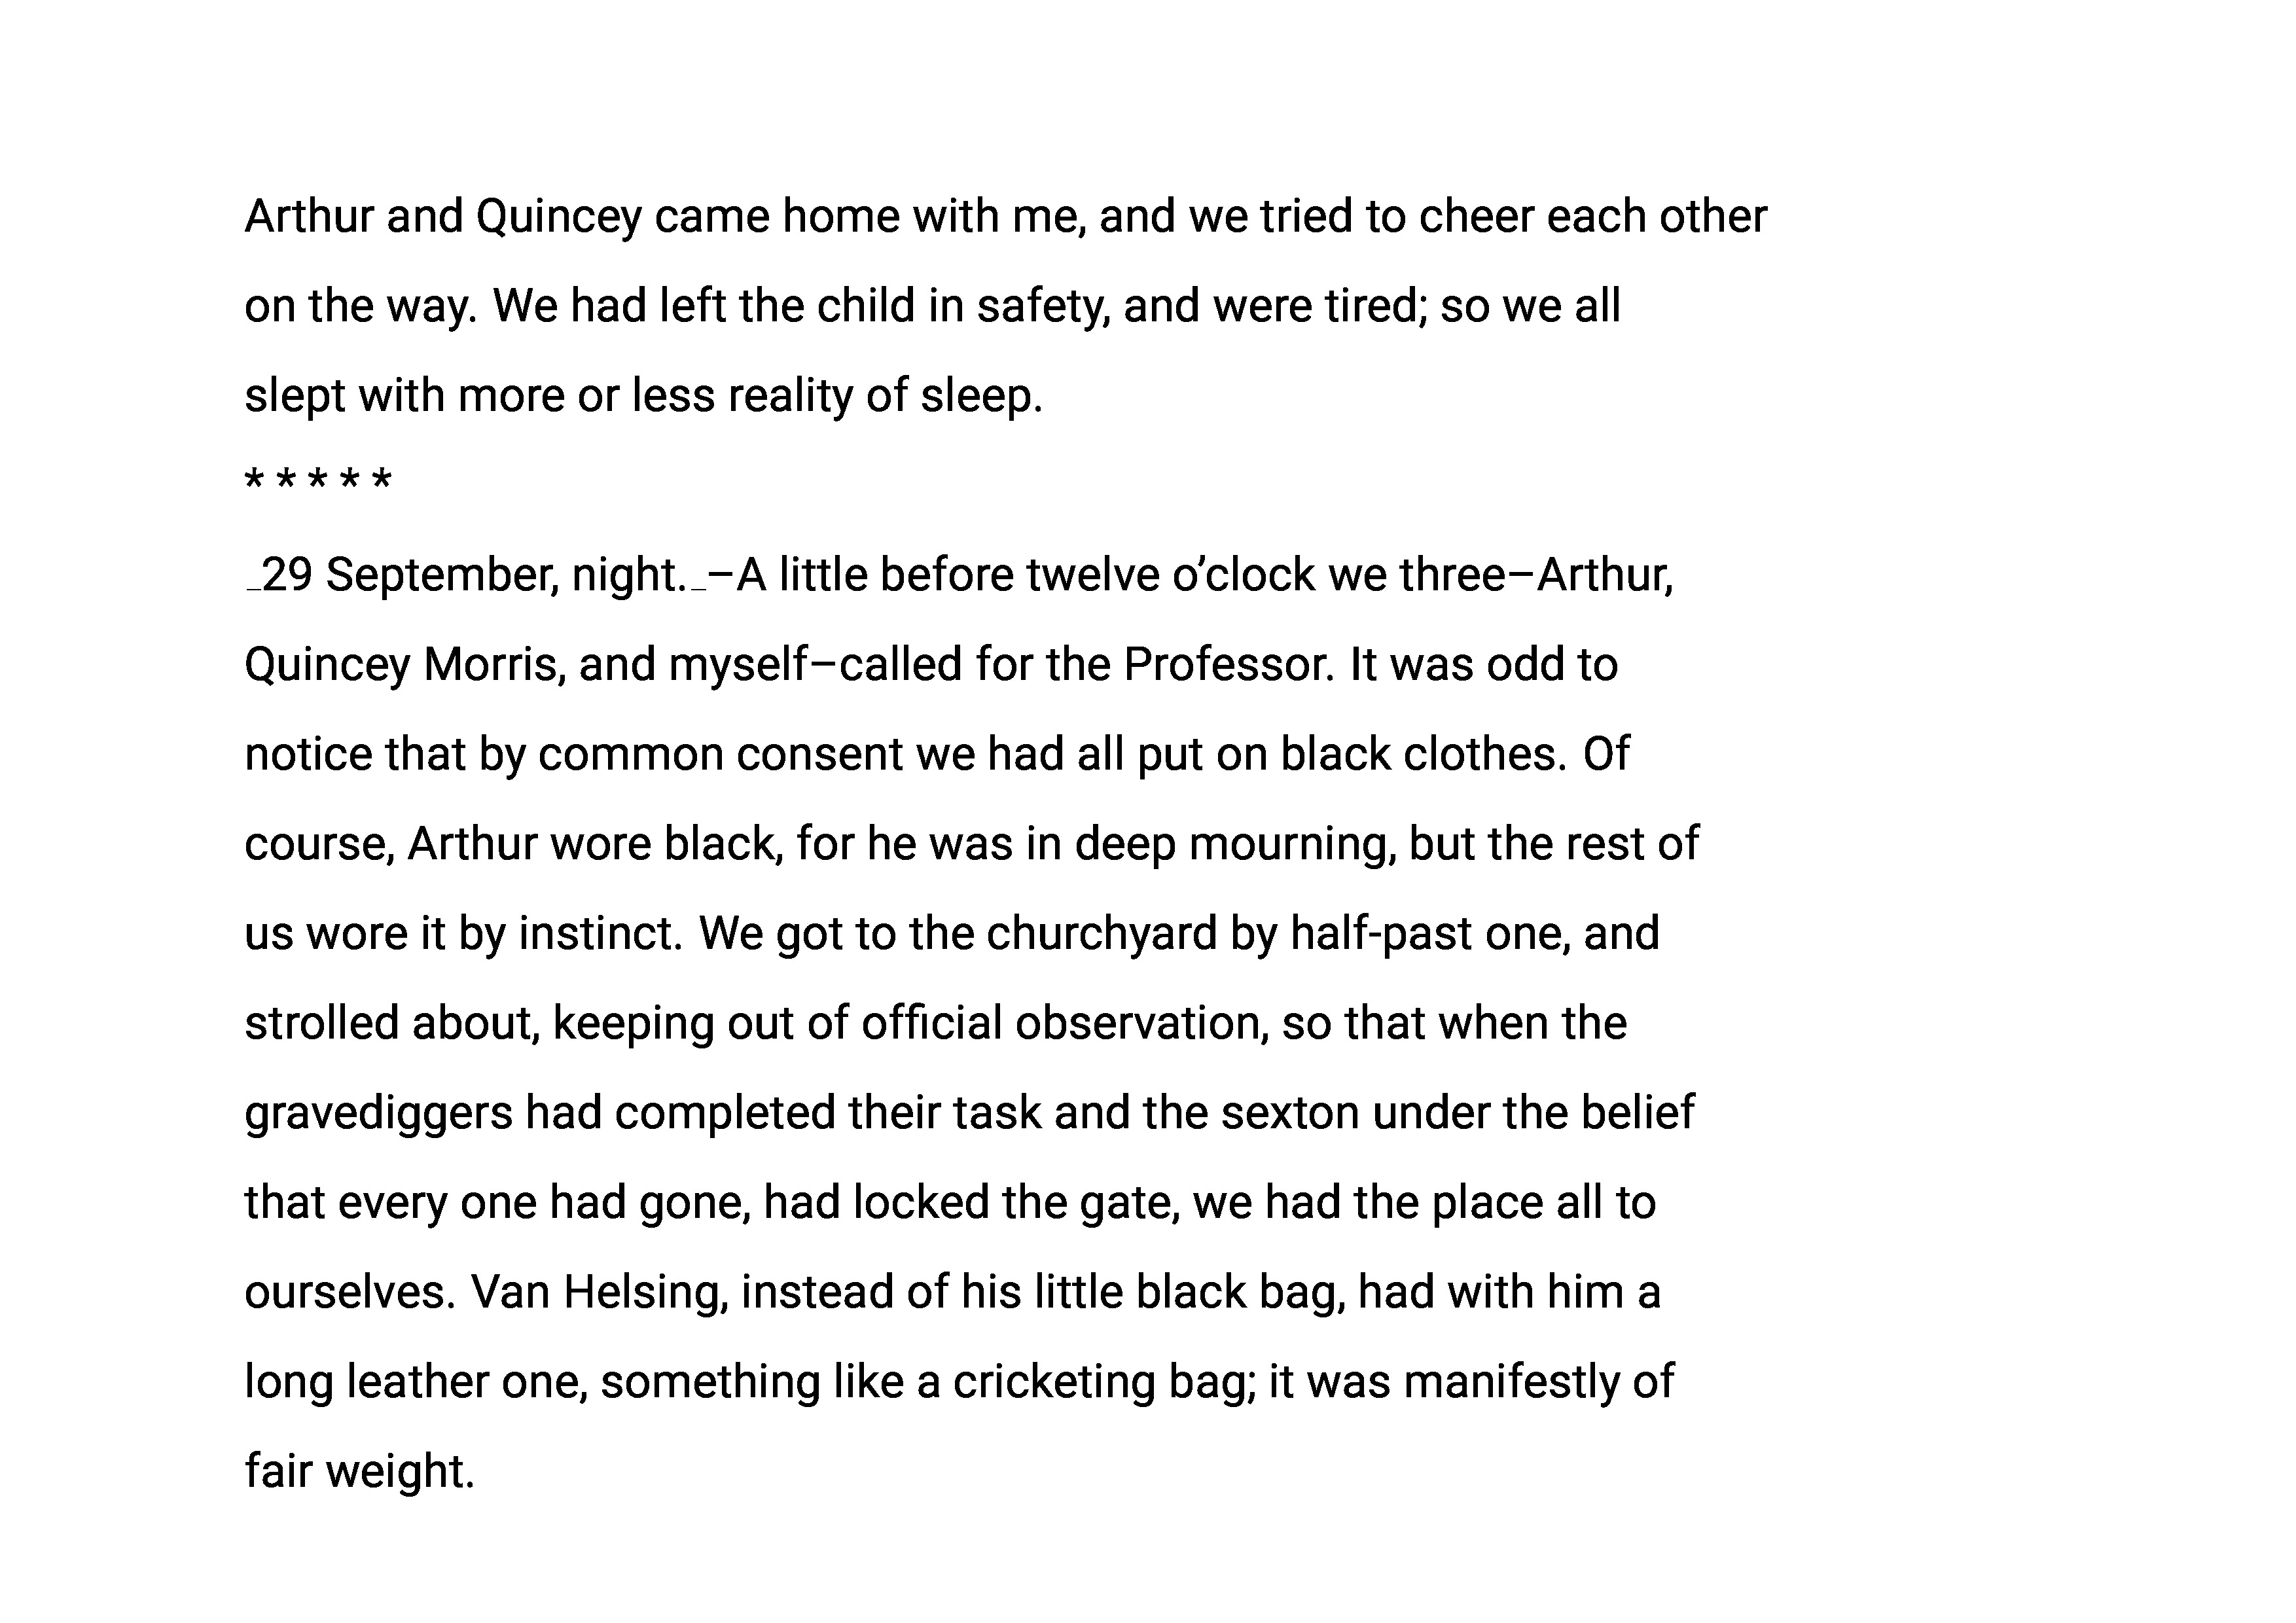 Arthur and Quincey came home with me, and we tried to cheer each other
on the way. We had left the child in safety, and were tired; so we all
slept with more or less reality of sleep.
* * * * *
_29 September, night._–A little before twelve o’clock we three–Arthur,
Quincey Morris, and myself–called for the Professor. It was odd to
notice that by common consent we had all put on black clothes. Of
course, Arthur wore black, for he was in deep mourning, but the rest of
us wore it by instinct. We got to the churchyard by half-past one, and
strolled about, keeping out of official observation, so that when the
gravediggers had completed their task and the sexton under the belief
that every one had gone, had locked the gate, we had the place all to
ourselves. Van Helsing, instead of his little black bag, had with him a
long leather one, something like a cricketing bag; it was manifestly of
fair weight.